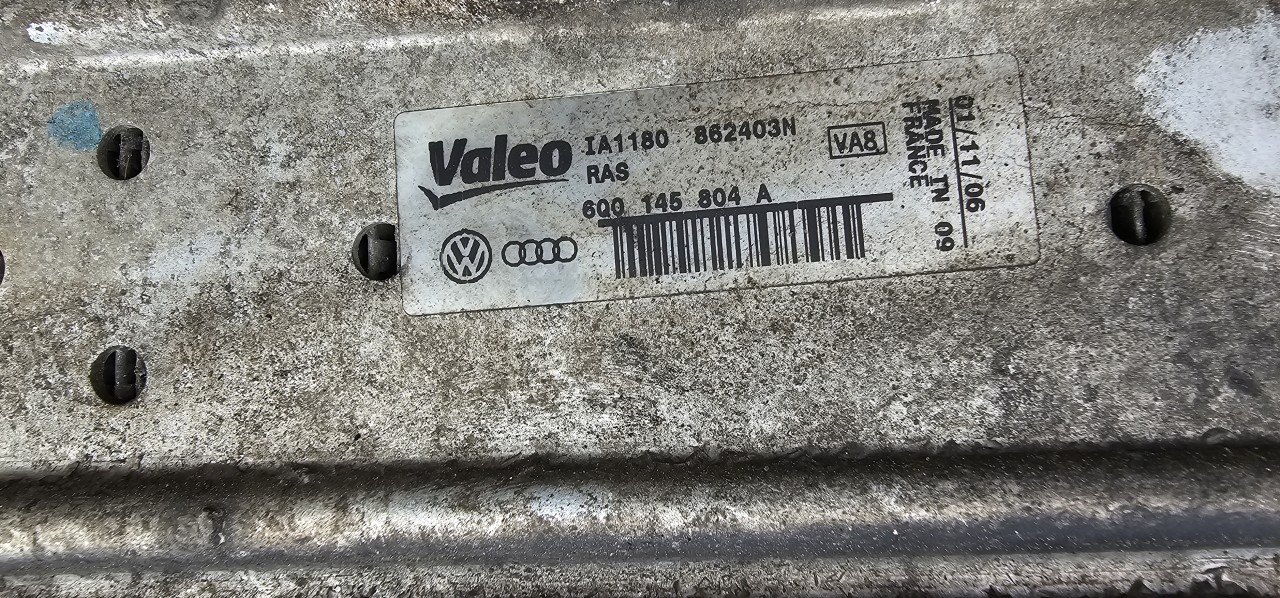 Valeo
IA1180 862403N
VA8
RAS
6Q0 145 804 A
01/11/06
MADE IN 09
FRANCE